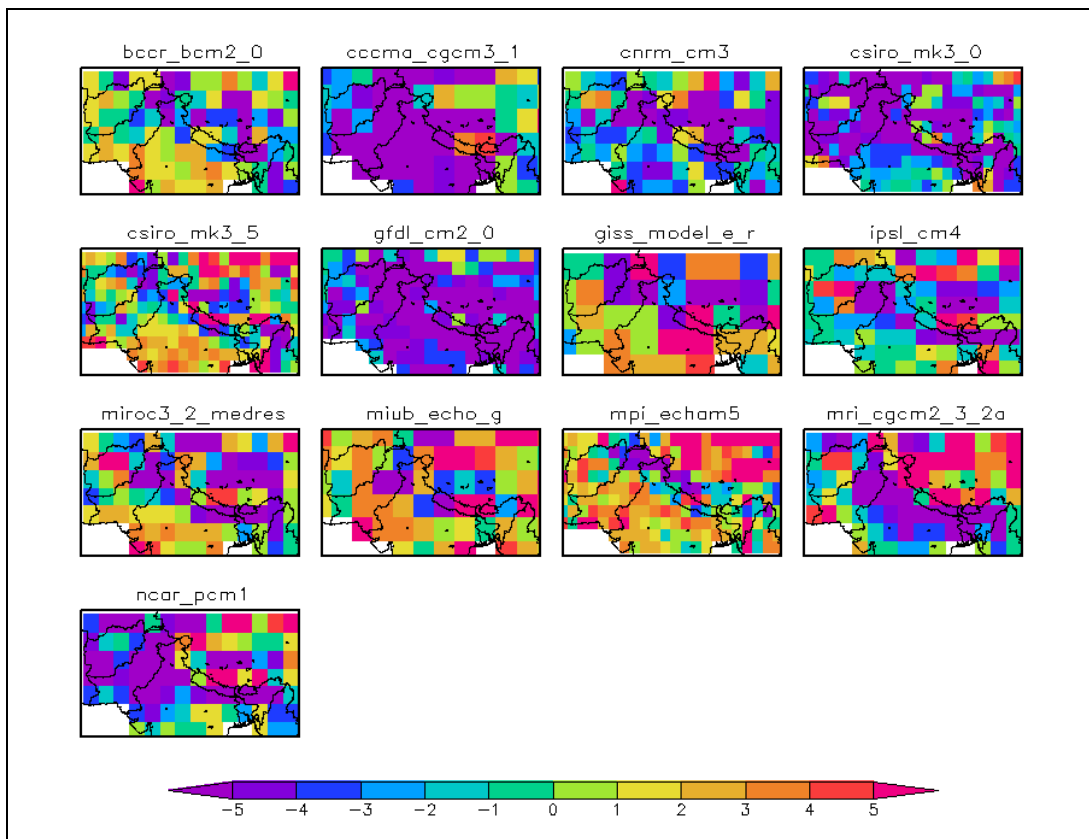 bccr_bcm2_0 cccma_cgcm3_1 cnrm_cm3 csiro_mk3_0
csiro_mk3_5 gfdl_cm2_0 giss_model_e_r ipsl_cm4
miroc3_2_medres miub_echo_g mpi_echam5 mri_cgcm2_3_2a
ncar_pcm1
-5 -4 -3 -2 -1 0 1 2 3 4 5